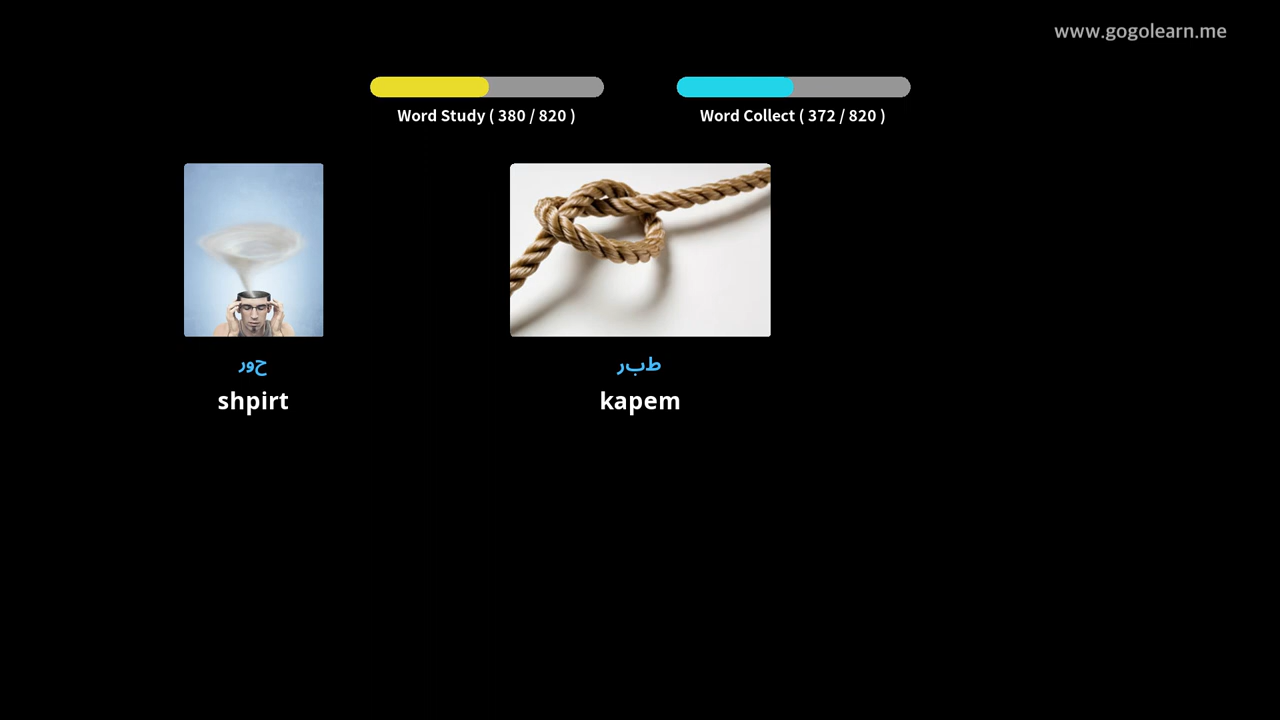 www.gogolearn.me
Word Study ( 380 / 820 )
Word Collect ( 372 / 820 )
حور
shpirt
طبر
kapem